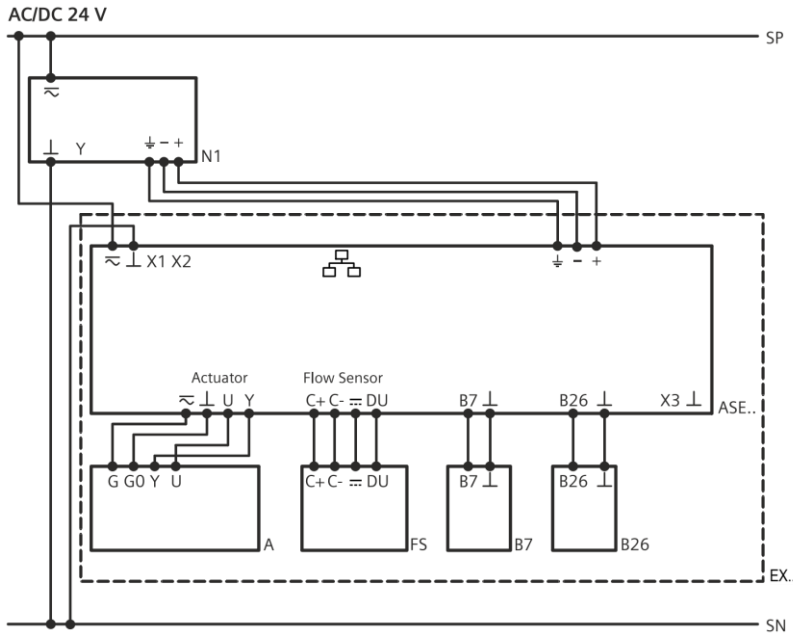 AC/DC 24 V
SP
⏦
⊥ Y ⏚ − +
N1
⏦ ⊥ X1 X2 ⏚ − +
Actuator Flow Sensor
⏦ ⊥ U Y C+ C- ⎓ DU B7 ⊥ B26 ⊥ X3 ⊥
ASE..
G G0 Y U C+ C- ⎓ DU B7 ⊥ B26 ⊥
A FS B7 B26
EX.
SN